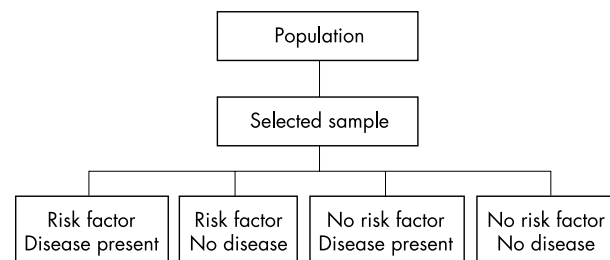 Population
Selected sample
Risk factor
Disease present
Risk factor
No disease
No risk factor
Disease present
No risk factor
No disease